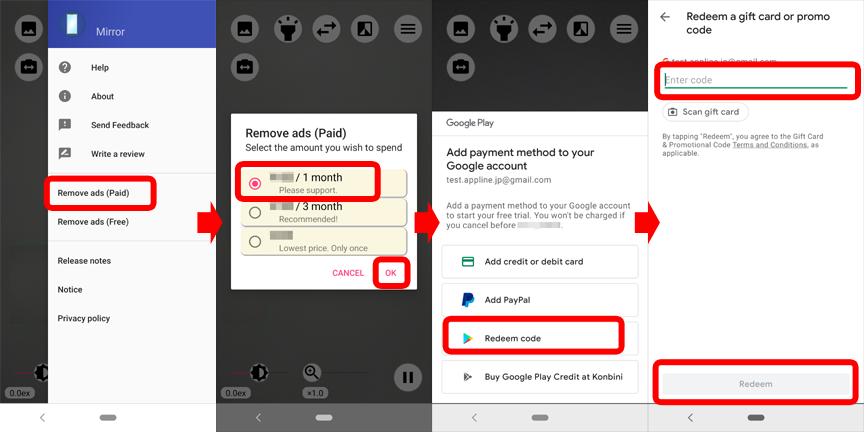 Mirror
Help
About
Send Feedback
Write a review
Remove ads (Paid)
Remove ads (Free)
Release notes
Notice
Privacy policy
0.0ex
Remove ads (Paid)
Select the amount you wish to spend
/ 1 month
Please support.
/ 3 month
Recommended!
Lowest price. Only once
CANCEL
OK
0.0ex
×1.0
Google Play
Add payment method to your
Google account
test.appline.jp@gmail.com
Add a payment method to your Google account
to start your free trial. You won't be charged if
you cancel before
Add credit or debit card
Add PayPal
Redeem code
Buy Google Play Credit at Konbini
Redeem a gift card or promo
code
test.appline.jp@gmail.com
Enter code
Scan gift card
By tapping "Redeem", you agree to the Gift Card
& Promotional Code Terms and Conditions, as
applicable.
Redeem